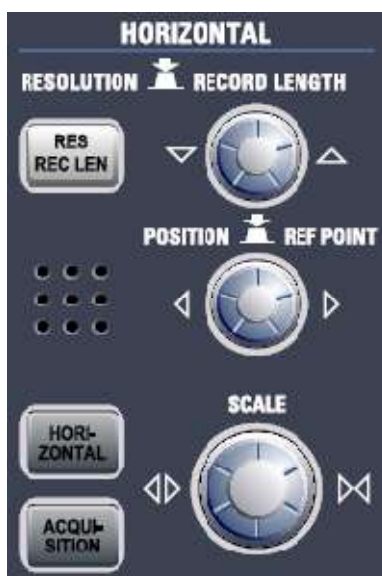 HORIZONTAL
RESOLUTION RECORD LENGTH
RES
REC LEN
POSITION REF POINT
SCALE
HORI-
ZONTAL
ACQUI-
SITION